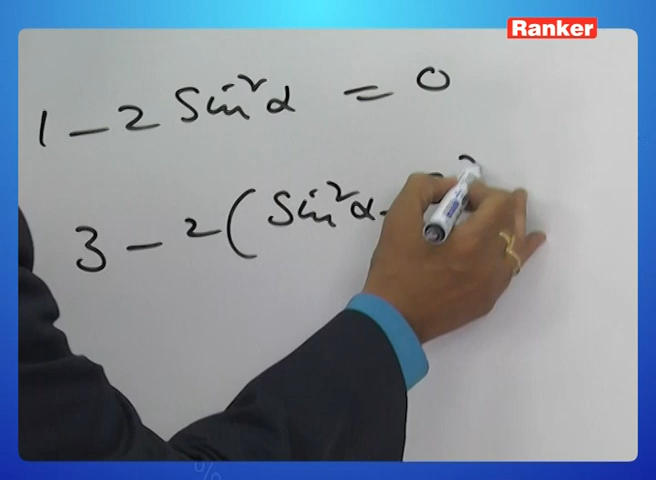 Ranker
1 - 2 Sin²α = 0
3 - 2 ( Sin²α